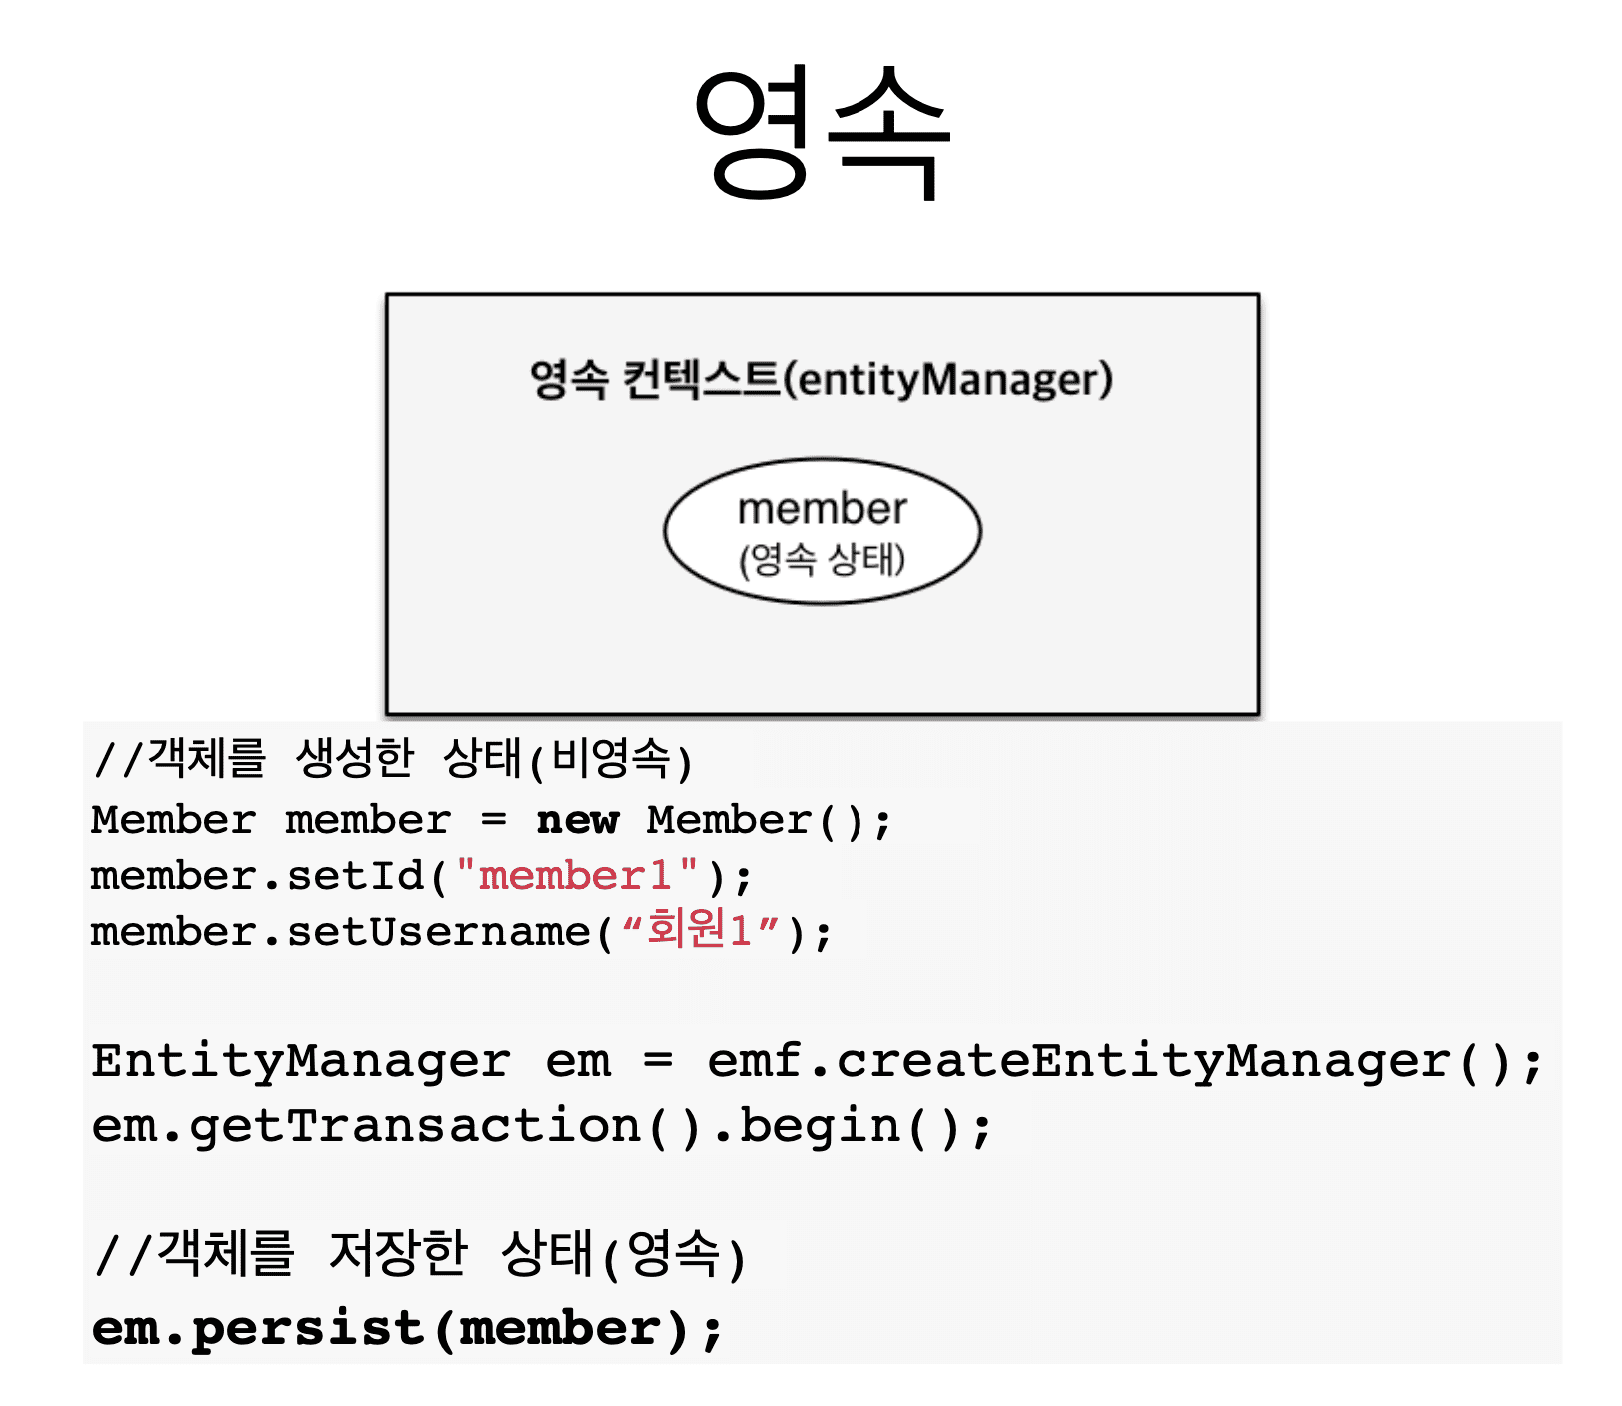 영속
영속 컨텍스트(entityManager)
member
(영속 상태)
//객체를 생성한 상태(비영속)
Member member = new Member();
member.setId("member1");
member.setUsername(“회원1”);
EntityManager em = emf.createEntityManager();
em.getTransaction().begin();
//객체를 저장한 상태(영속)
em.persist(member);